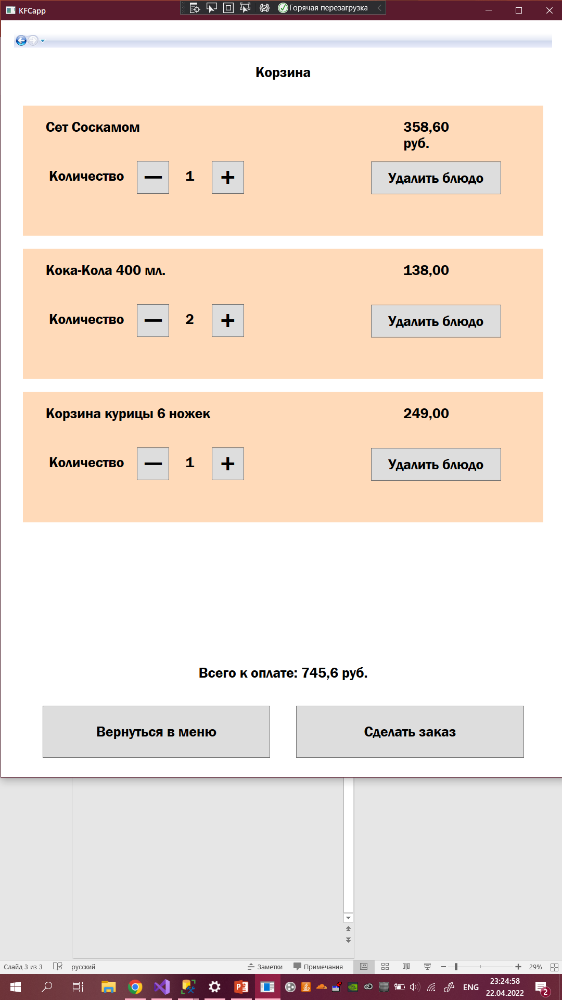 KFCapp
Горячая перезагрузка
Корзина
Сет Соскамом
358,60
руб.
Количество
—
1
+
Удалить блюдо
Кока-Кола 400 мл.
138,00
Количество
—
2
+
Удалить блюдо
Корзина курицы 6 ножек
249,00
Количество
—
1
+
Удалить блюдо
Всего к оплате: 745,6 руб.
Вернуться в меню
Сделать заказ
Слайд 3 из 3
русский
Заметки
Примечания
29%
ENG
23:24:58
22.04.2022
2